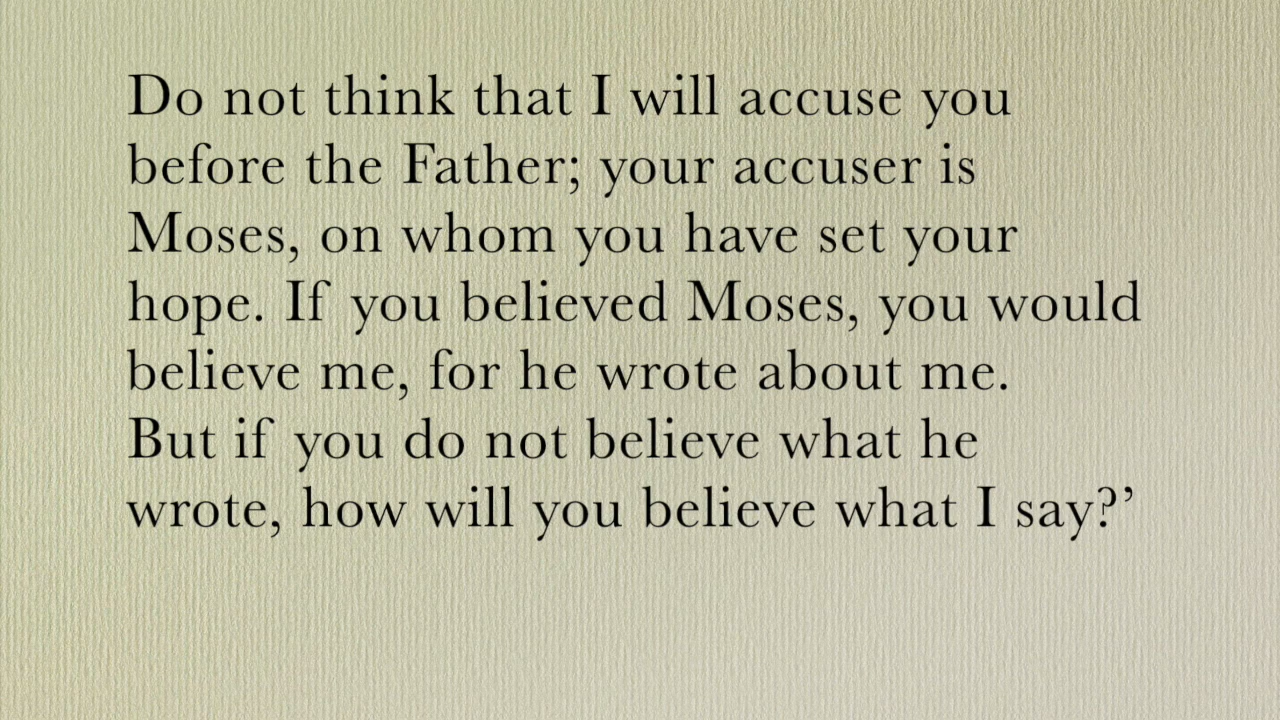 Do not think that I will accuse you
before the Father; your accuser is
Moses, on whom you have set your
hope. If you believed Moses, you would
believe me, for he wrote about me.
But if you do not believe what he
wrote, how will you believe what I say?’